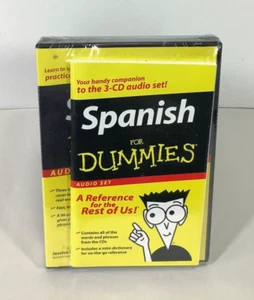 Your handy companion
to the 3-CD audio set!
Spanish
FOR
DUMMIES
AUDIO SET
A Reference
for the
Rest of Us!
Contains all of the
words and phrases
from the CDs
Includes a mini-dictionary
for on-the-go reference
Learn to
practic
S
AUD
Jessica